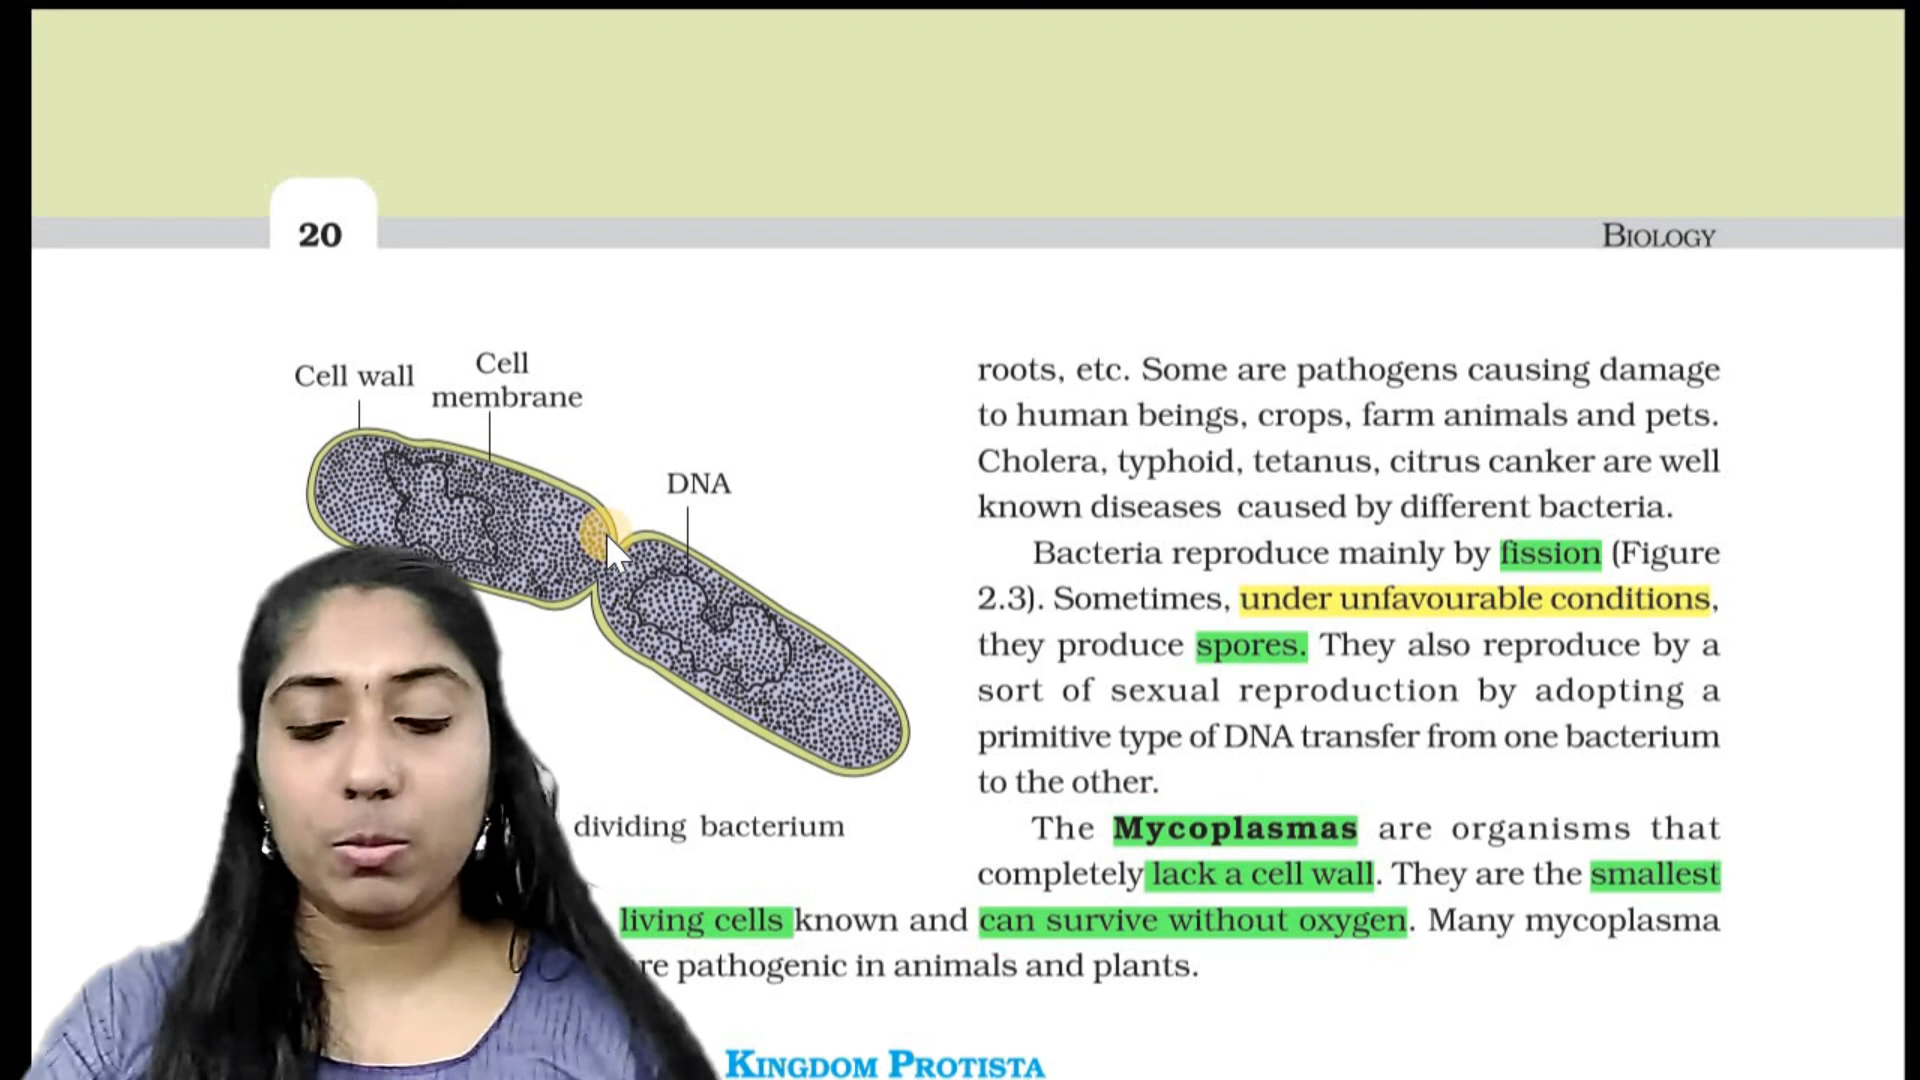 20
BIOLOGY
Cell wall
Cell
membrane
DNA
dividing bacterium
roots, etc. Some are pathogens causing damage
to human beings, crops, farm animals and pets.
Cholera, typhoid, tetanus, citrus canker are well
known diseases caused by different bacteria.
Bacteria reproduce mainly by fission (Figure
2.3). Sometimes, under unfavourable conditions,
they produce spores. They also reproduce by a
sort of sexual reproduction by adopting a
primitive type of DNA transfer from one bacterium
to the other.
The Mycoplasmas are organisms that
completely lack a cell wall. They are the smallest
living cells known and can survive without oxygen. Many mycoplasma
pathogenic in animals and plants.
KINGDOM PROTISTA